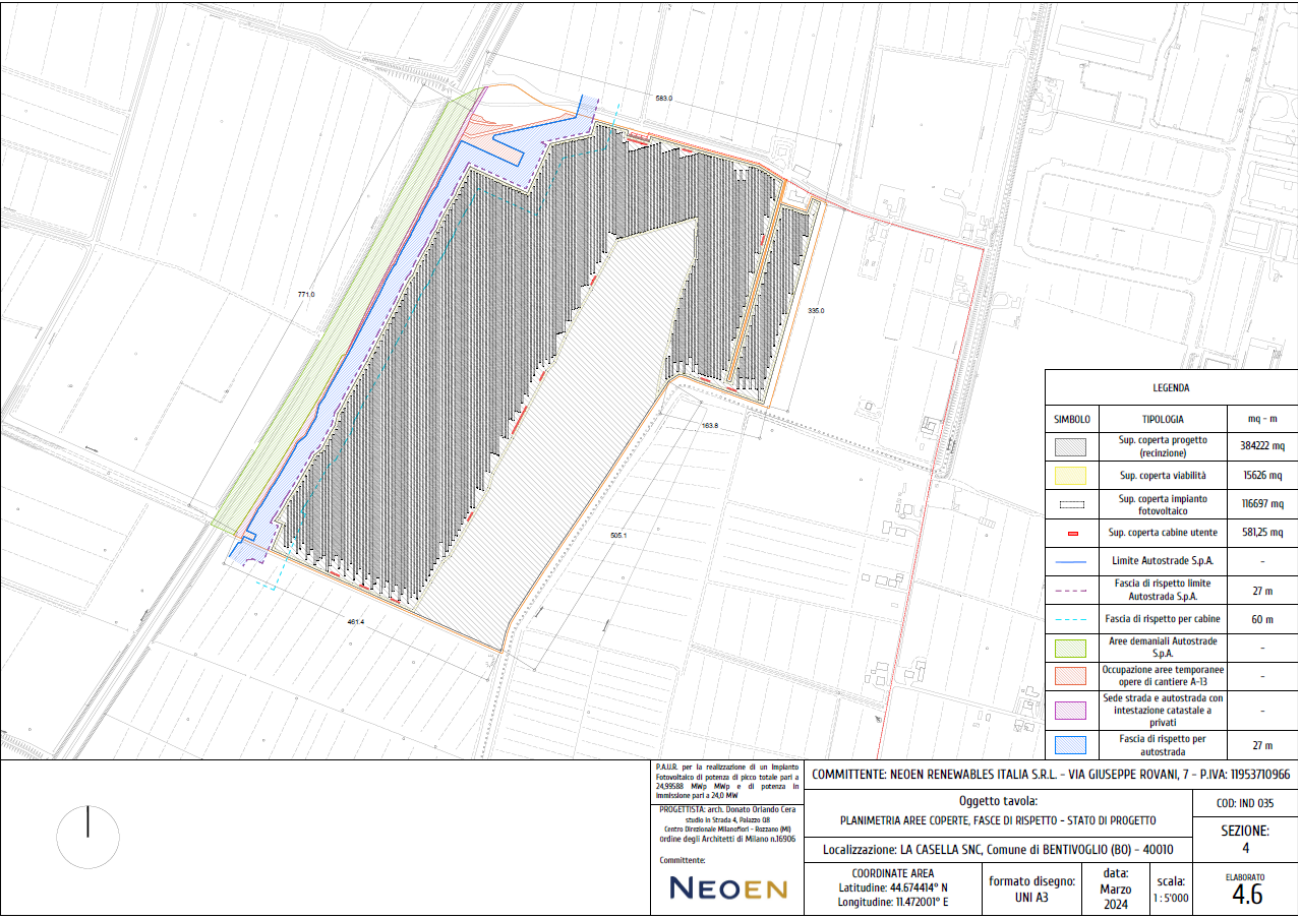 583.0
771.0
335.0
163.8
505.1
461.4
LEGENDA
SIMBOLO TIPOLOGIA mq - m
Sup. coperta progetto
(recinzione)
384222 mq
Sup. coperta viabilità
15626 mq
Sup. coperta impianto
fotovoltaico
116697 mq
Sup. coperta cabine utente
581,25 mq
Limite Autostrade S.p.A.
-
Fascia di rispetto limite
Autostrada S.p.A.
27 m
Fascia di rispetto per cabine
60 m
Aree demaniali Autostrade
S.p.A.
-
Occupazione aree temporanee
opere di cantiere A-13
-
Sede strada e autostrada con
intestazione catastale a
privati
-
Fascia di rispetto per
autostrada
27 m
P.A.U.R. per la realizzazione di un Impianto
Fotovoltaico di potenza di picco totale pari a
24,99588 MWp MWp e di potenza in
immissione pari a 24,0 MW
PROGETTISTA: arch. Donato Orlando Cera
studio in Strada 4, Palazzo Q8
Centro Direzionale Milanofiori - Rozzano (MI)
ordine degli Architetti di Milano n.16906
Committente:
NEOEN
COMMITTENTE: NEOEN RENEWABLES ITALIA S.R.L. - VIA GIUSEPPE ROVANI, 7 - P.IVA: 11953710966
Oggetto tavola:
PLANIMETRIA AREE COPERTE, FASCE DI RISPETTO - STATO DI PROGETTO
COD: IND 035
SEZIONE:
4
Localizzazione: LA CASELLA SNC, Comune di BENTIVOGLIO (BO) - 40010
COORDINATE AREA
Latitudine: 44.674414° N
Longitudine: 11.472001° E
formato disegno:
UNI A3
data:
Marzo
2024
scala:
1 : 5'000
ELABORATO
4.6